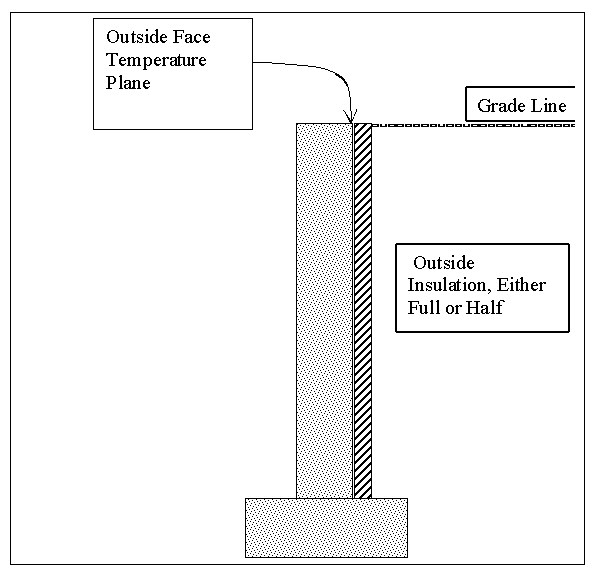 Outside Face
Temperature
Plane
Grade Line
Outside
Insulation, Either
Full or Half